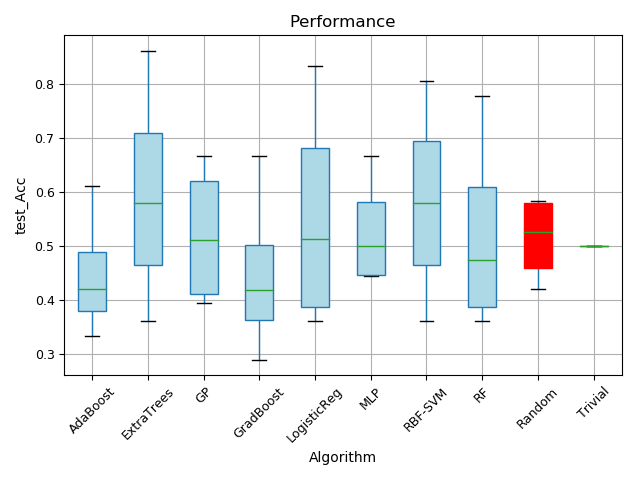 Performance
test_Acc
0.8
0.7
0.6
0.5
0.4
0.3
AdaBoost
ExtraTrees
GP
GradBoost
LogisticReg
MLP
RBF-SVM
RF
Random
Trivial
Algorithm